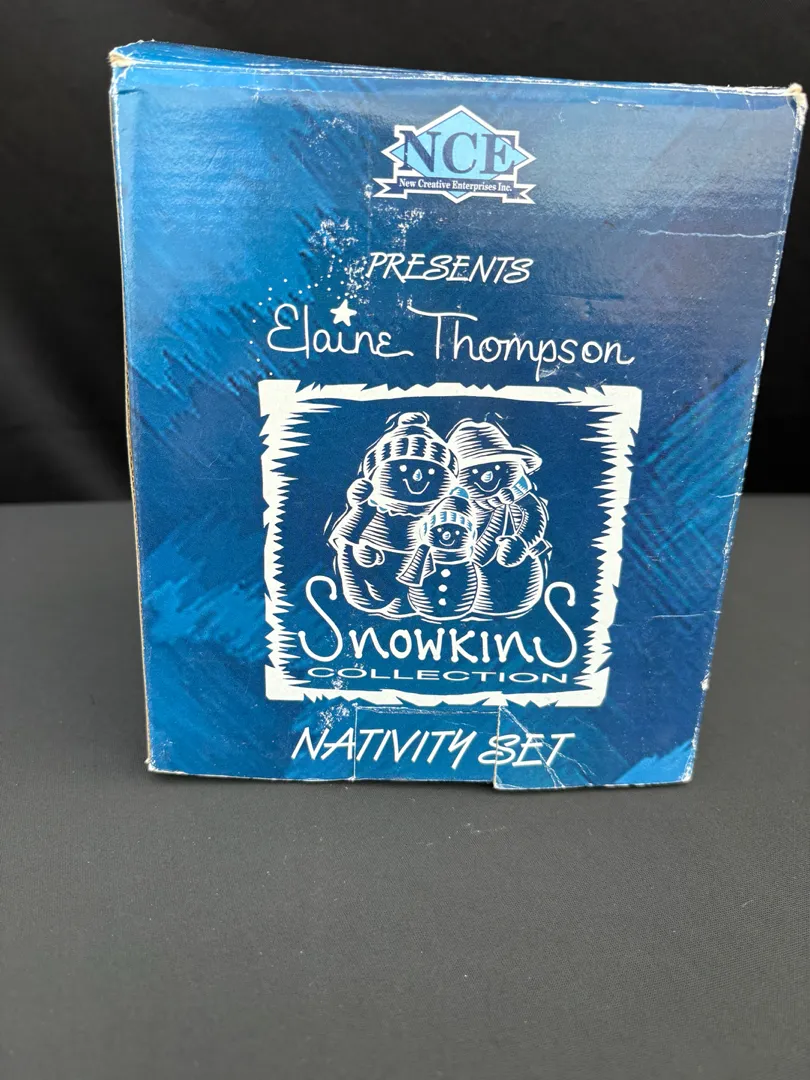 NCE
New Creative Enterprises Inc.
PRESENTS
Elaine Thompson
SNOWKINS
COLLECTION
NATIVITY SET